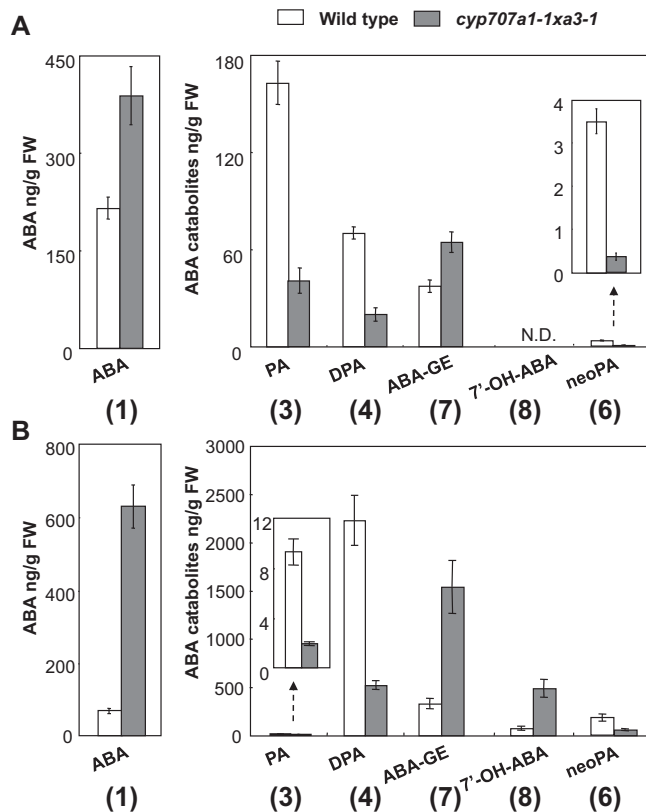 Wild type cyp707a1-1xa3-1
A
ABA ng/g FW
450
300
150
0
ABA
(1)
ABA catabolites ng/g FW
180
120
60
0
4
3
2
1
0
N.D.
PA DPA ABA-GE 7’-OH-ABA neoPA
(3) (4) (7) (8) (6)
B
ABA ng/g FW
800
600
400
200
0
ABA
(1)
ABA catabolites ng/g FW
3000
2500
2000
1500
1000
500
0
12
8
4
0
PA DPA ABA-GE 7’-OH-ABA neoPA
(3) (4) (7) (8) (6)